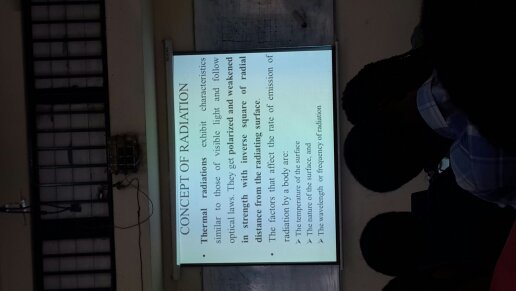 CONCEPT OF RADIATION
• Thermal radiations exhibit characteristics
similar to those of visible light and follow
optical laws. They get polarized and weakened
in strength with inverse square of radial
distance from the radiating surface.
• The factors that affect the rate of emission of
radiation by a body are:
➢ The temperature of the surface
➢ The nature of the surface, and
➢ The wavelength or frequency of radiation